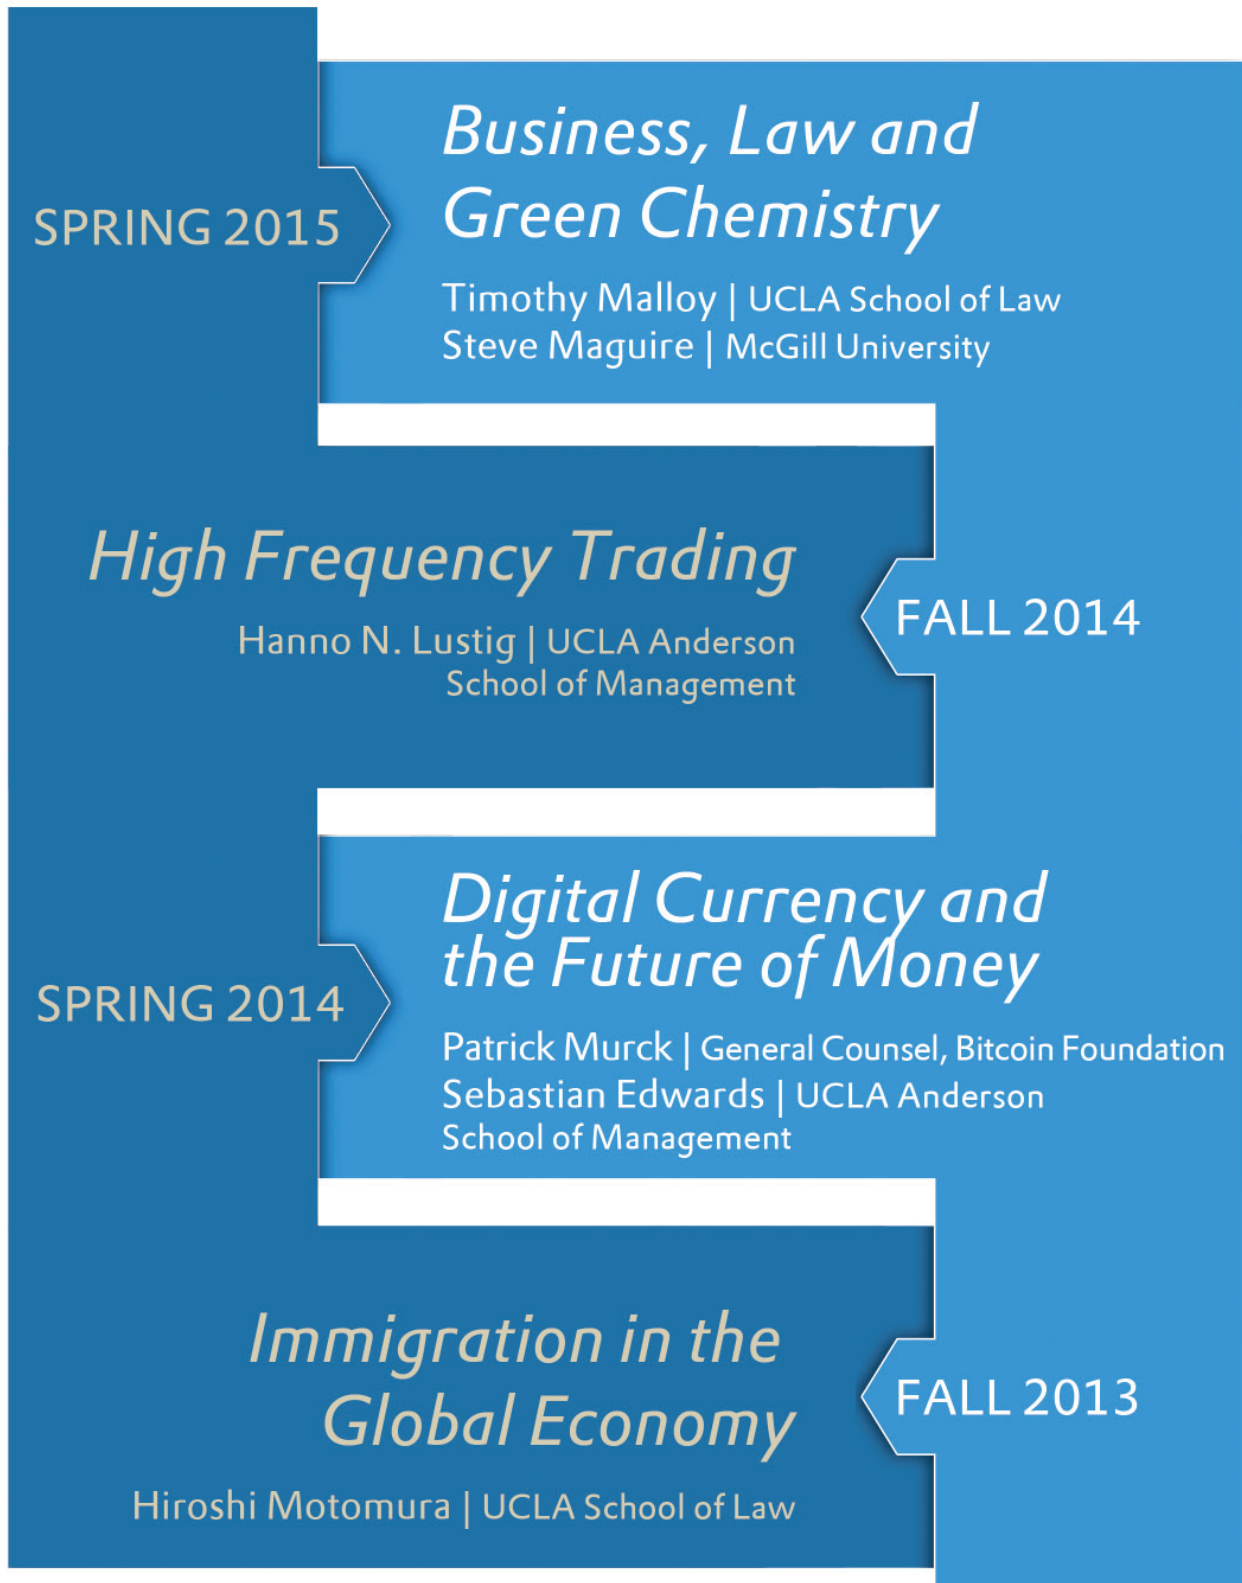 SPRING 2015
Business, Law and
Green Chemistry
Timothy Malloy | UCLA School of Law
Steve Maguire | McGill University
High Frequency Trading
Hanno N. Lustig | UCLA Anderson
School of Management
FALL 2014
SPRING 2014
Digital Currency and
the Future of Money
Patrick Murck | General Counsel, Bitcoin Foundation
Sebastian Edwards | UCLA Anderson
School of Management
Immigration in the
Global Economy
Hiroshi Motomura | UCLA School of Law
FALL 2013